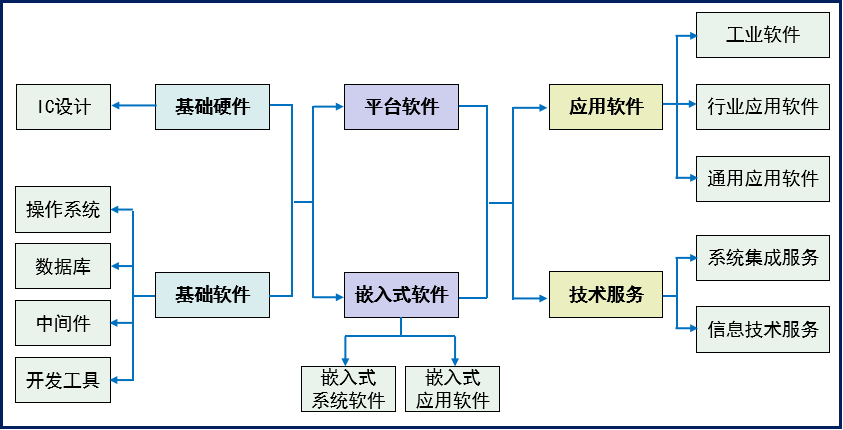 工业软件
IC设计
基础硬件
平台软件
应用软件
行业应用软件
通用应用软件
操作系统
数据库
中间件
开发工具
基础软件
嵌入式软件
嵌入式
系统软件
嵌入式
应用软件
技术服务
系统集成服务
信息技术服务